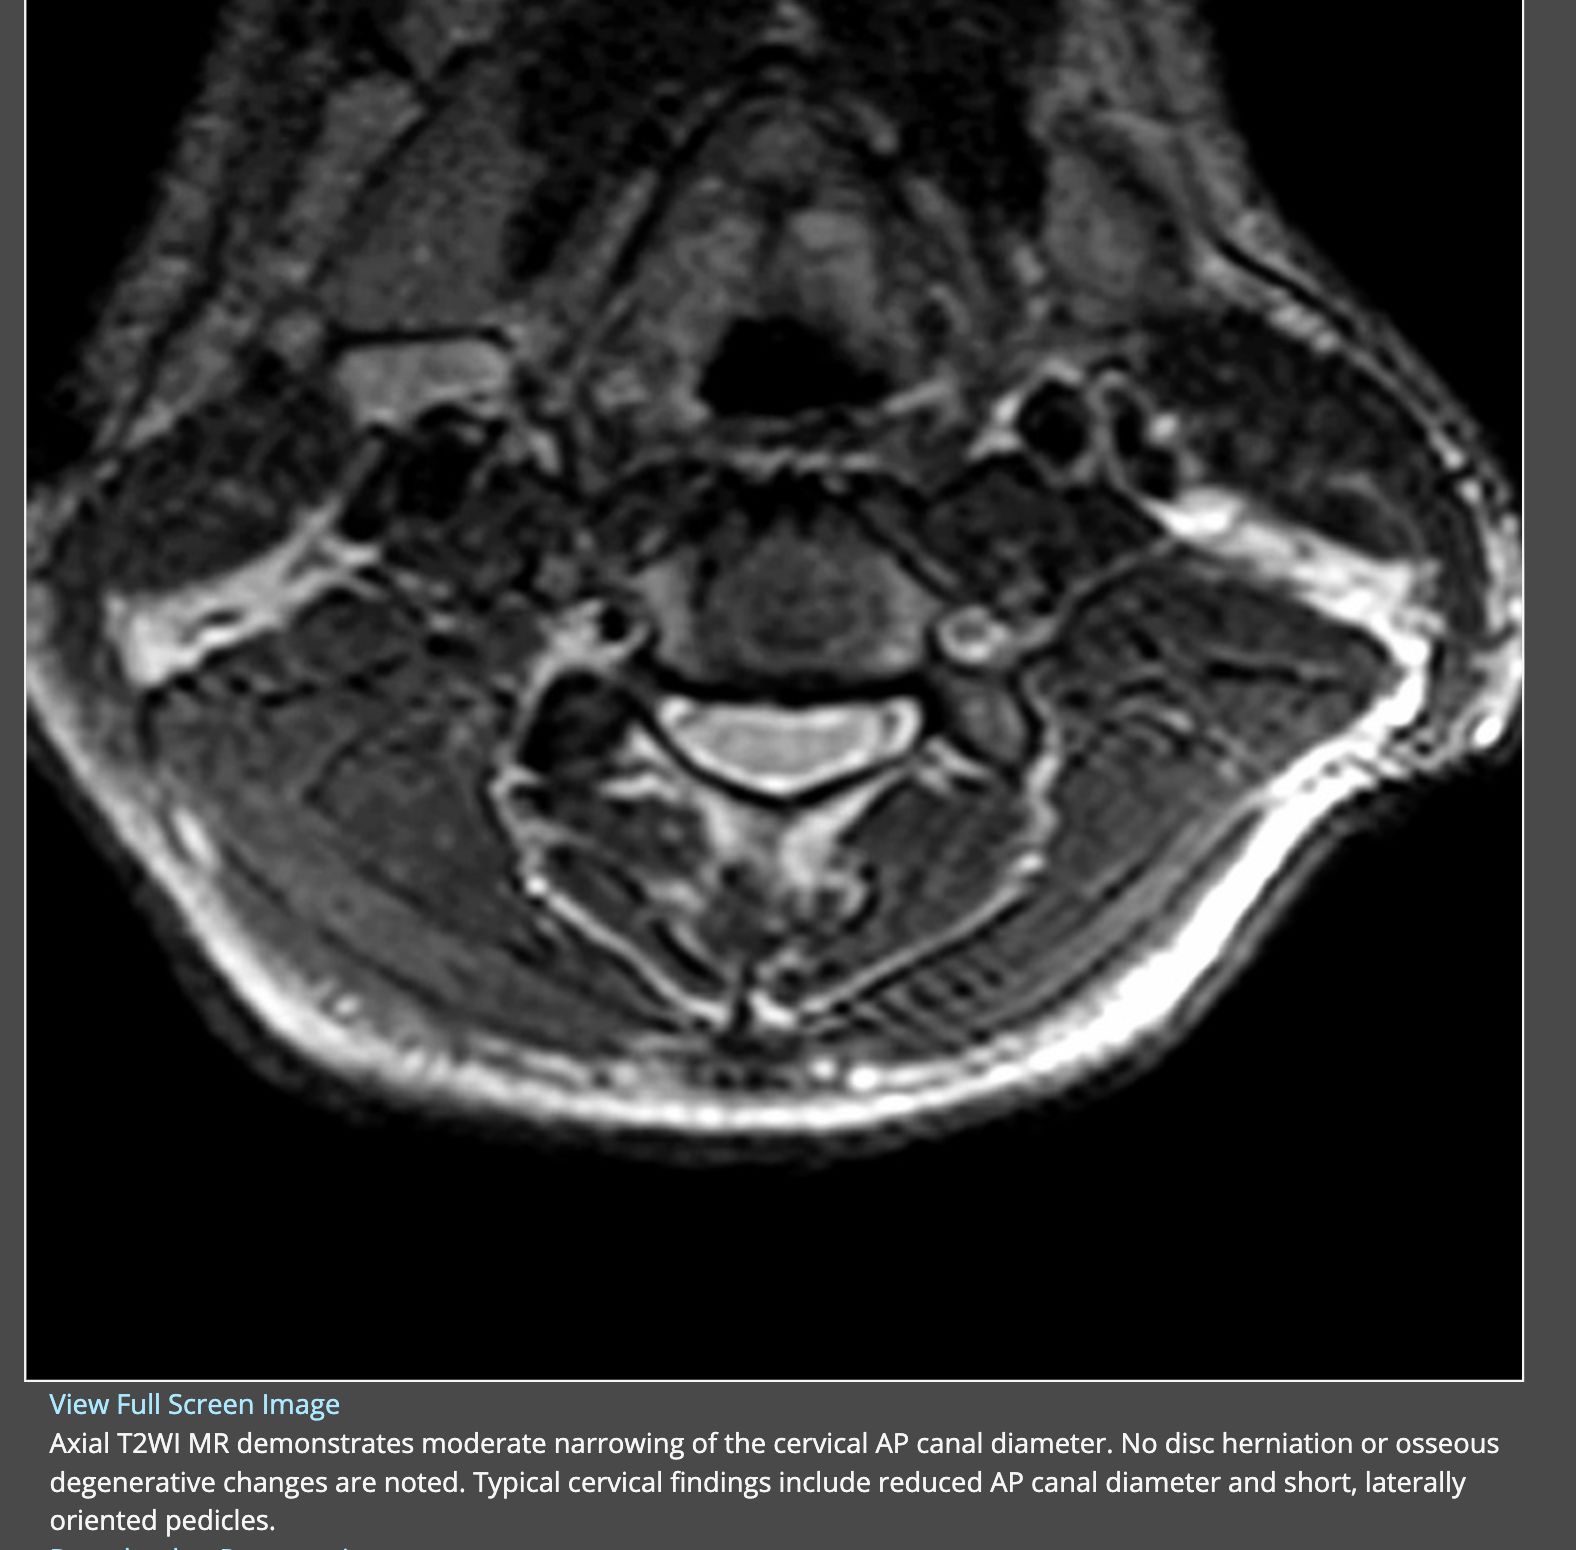 View Full Screen Image
Axial T2WI MR demonstrates moderate narrowing of the cervical AP canal diameter. No disc herniation or osseous
degenerative changes are noted. Typical cervical findings include reduced AP canal diameter and short, laterally
oriented pedicles.